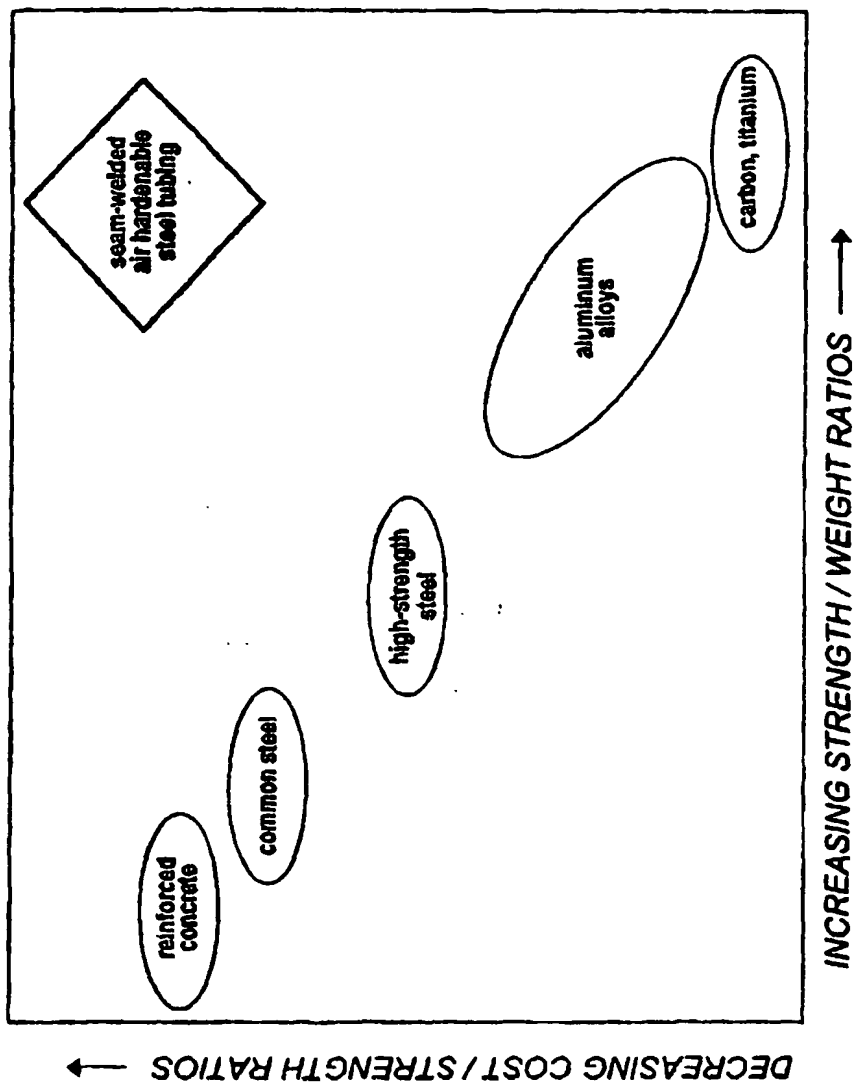 seam-welded
air hardenable
steel tubing
carbon, titanium
aluminum
alloys
high-strength
steel
common steel
reinforced
concrete
INCREASING STRENGTH / WEIGHT RATIOS
DECREASING COST / STRENGTH RATIOS